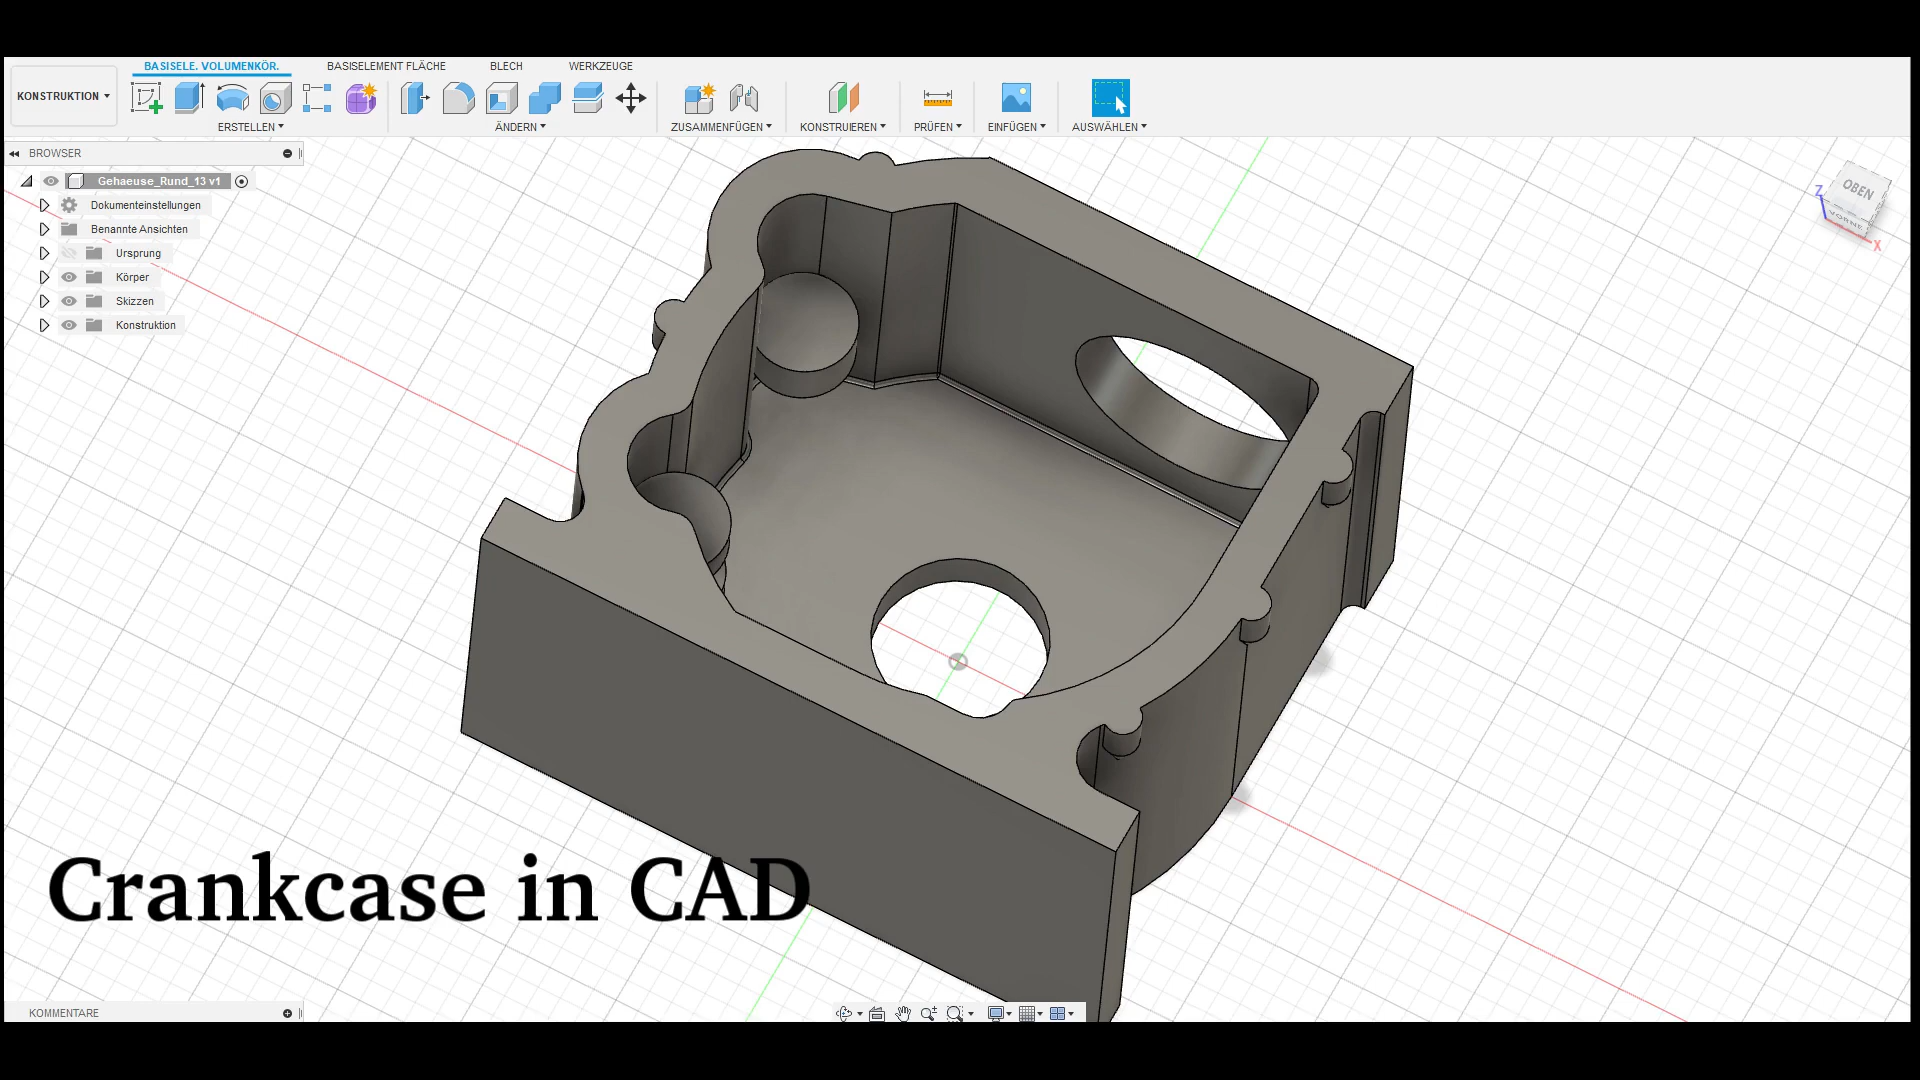 BASISELE. VOLUMENKÖR.
BASISELEMENT FLÄCHE
BLECH
WERKZEUGE
KONSTRUKTION
ERSTELLEN
ÄNDERN
ZUSAMMENFÜGEN
KONSTRUIEREN
PRÜFEN
EINFÜGEN
AUSWÄHLEN
BROWSER
Gehaeuse_Rund_13 v1
Dokumenteinstellungen
Benannte Ansichten
Ursprung
Körper
Skizzen
Konstruktion
Z
OBEN
VORNE
X
Crankcase in CAD
KOMMENTARE